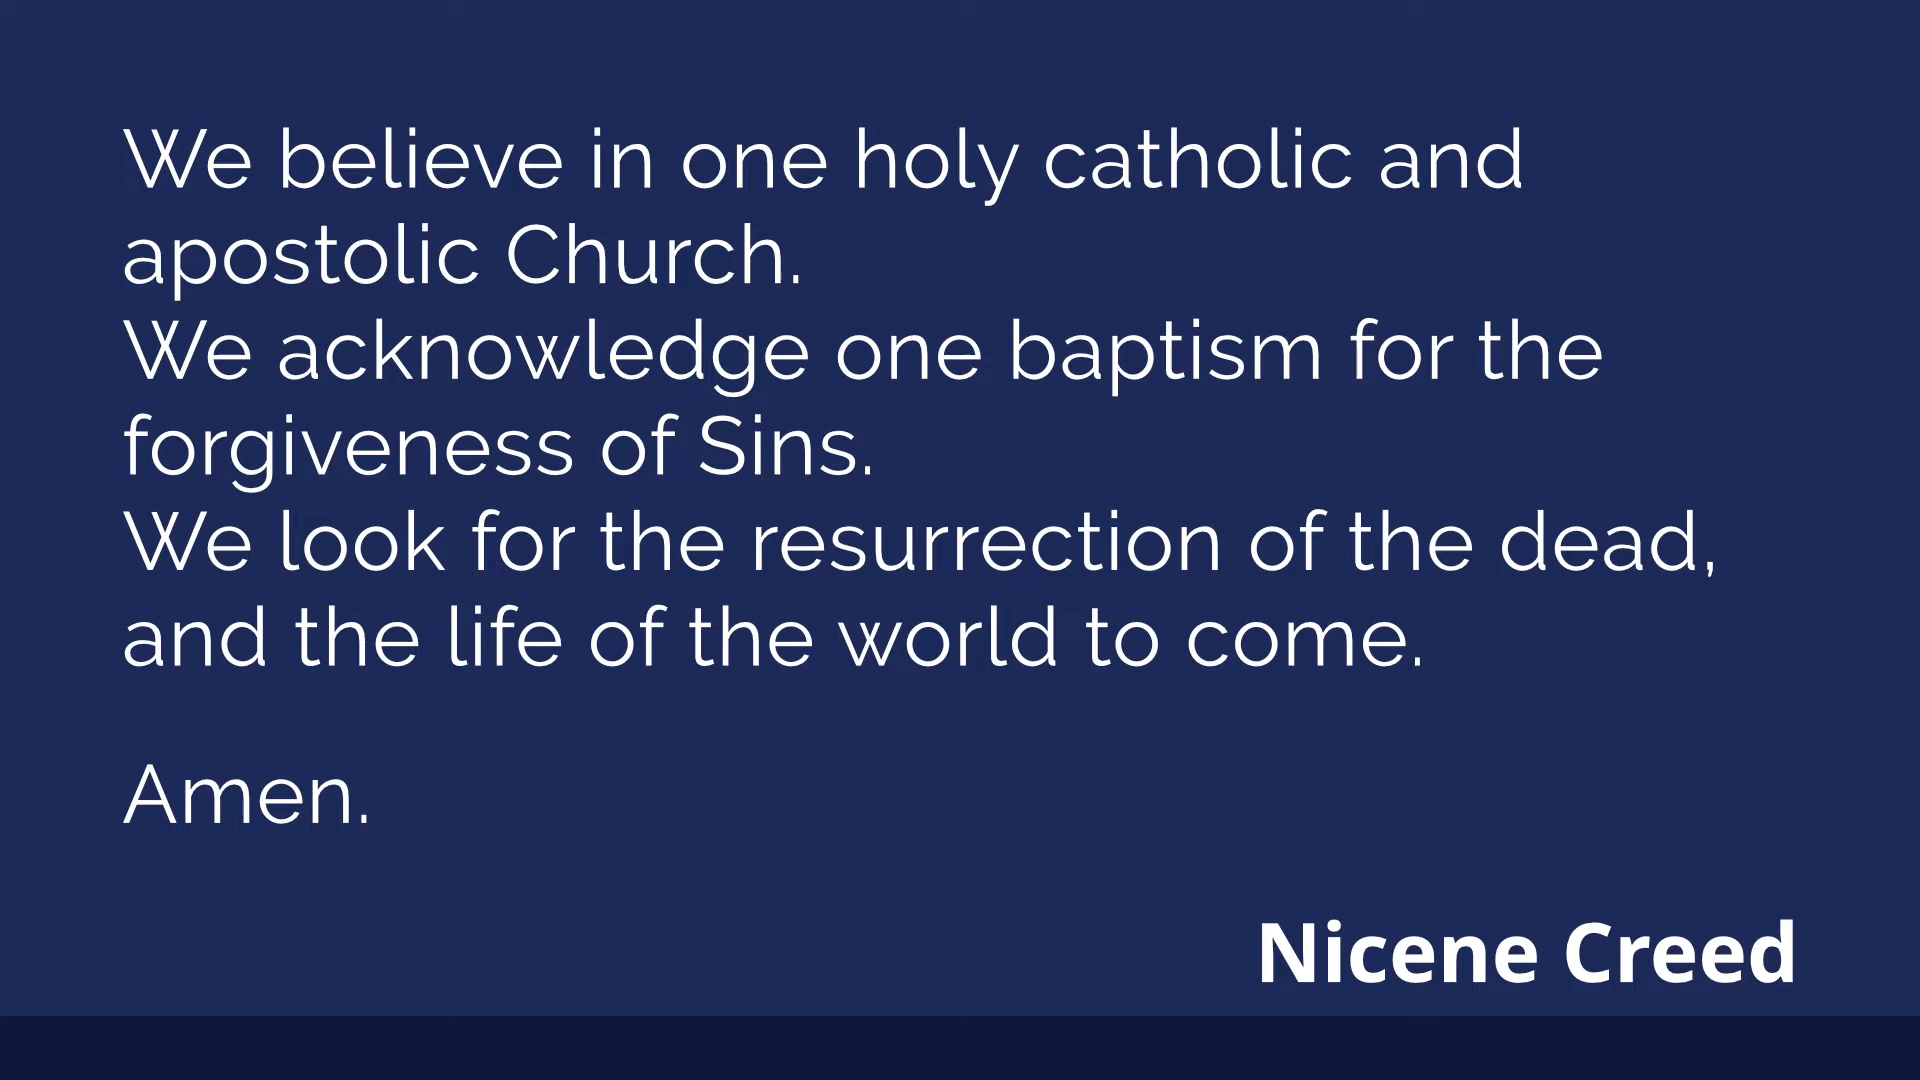 We believe in one holy catholic and
apostolic Church.
We acknowledge one baptism for the
forgiveness of Sins.
We look for the resurrection of the dead,
and the life of the world to come.
Amen.
Nicene Creed